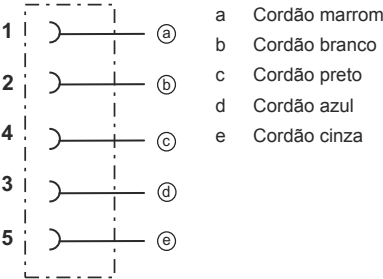 1 a
2 b
4 c
3 d
5 e
a Cordão marrom
b Cordão branco
c Cordão preto
d Cordão azul
e Cordão cinza